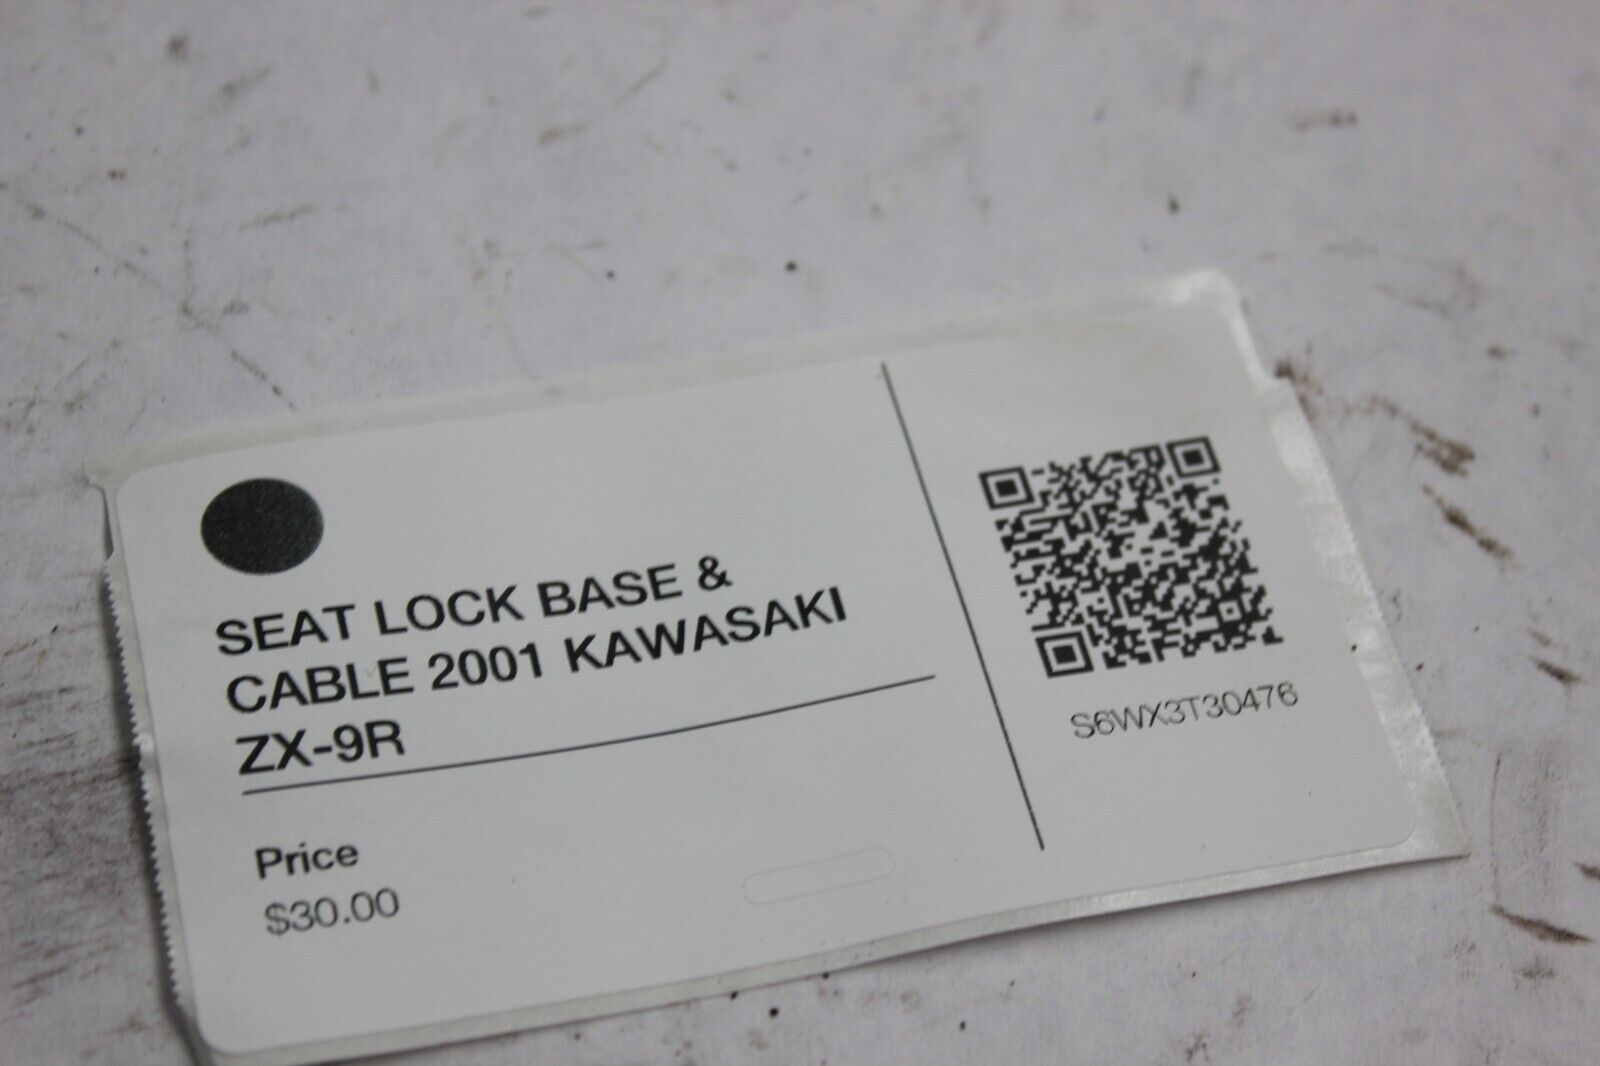 SEAT LOCK BASE &
CABLE 2001 KAWASAKI
ZX-9R
Price
$30.00
S6WX3T30476